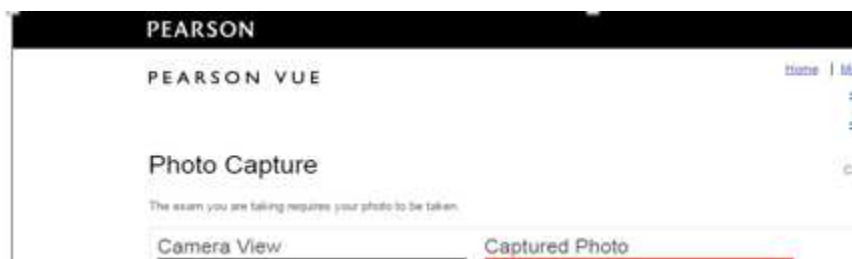 PEARSON
PEARSON VUE
Home |
Photo Capture
The exam you are taking requires your photo to be taken.
Camera View
Captured Photo